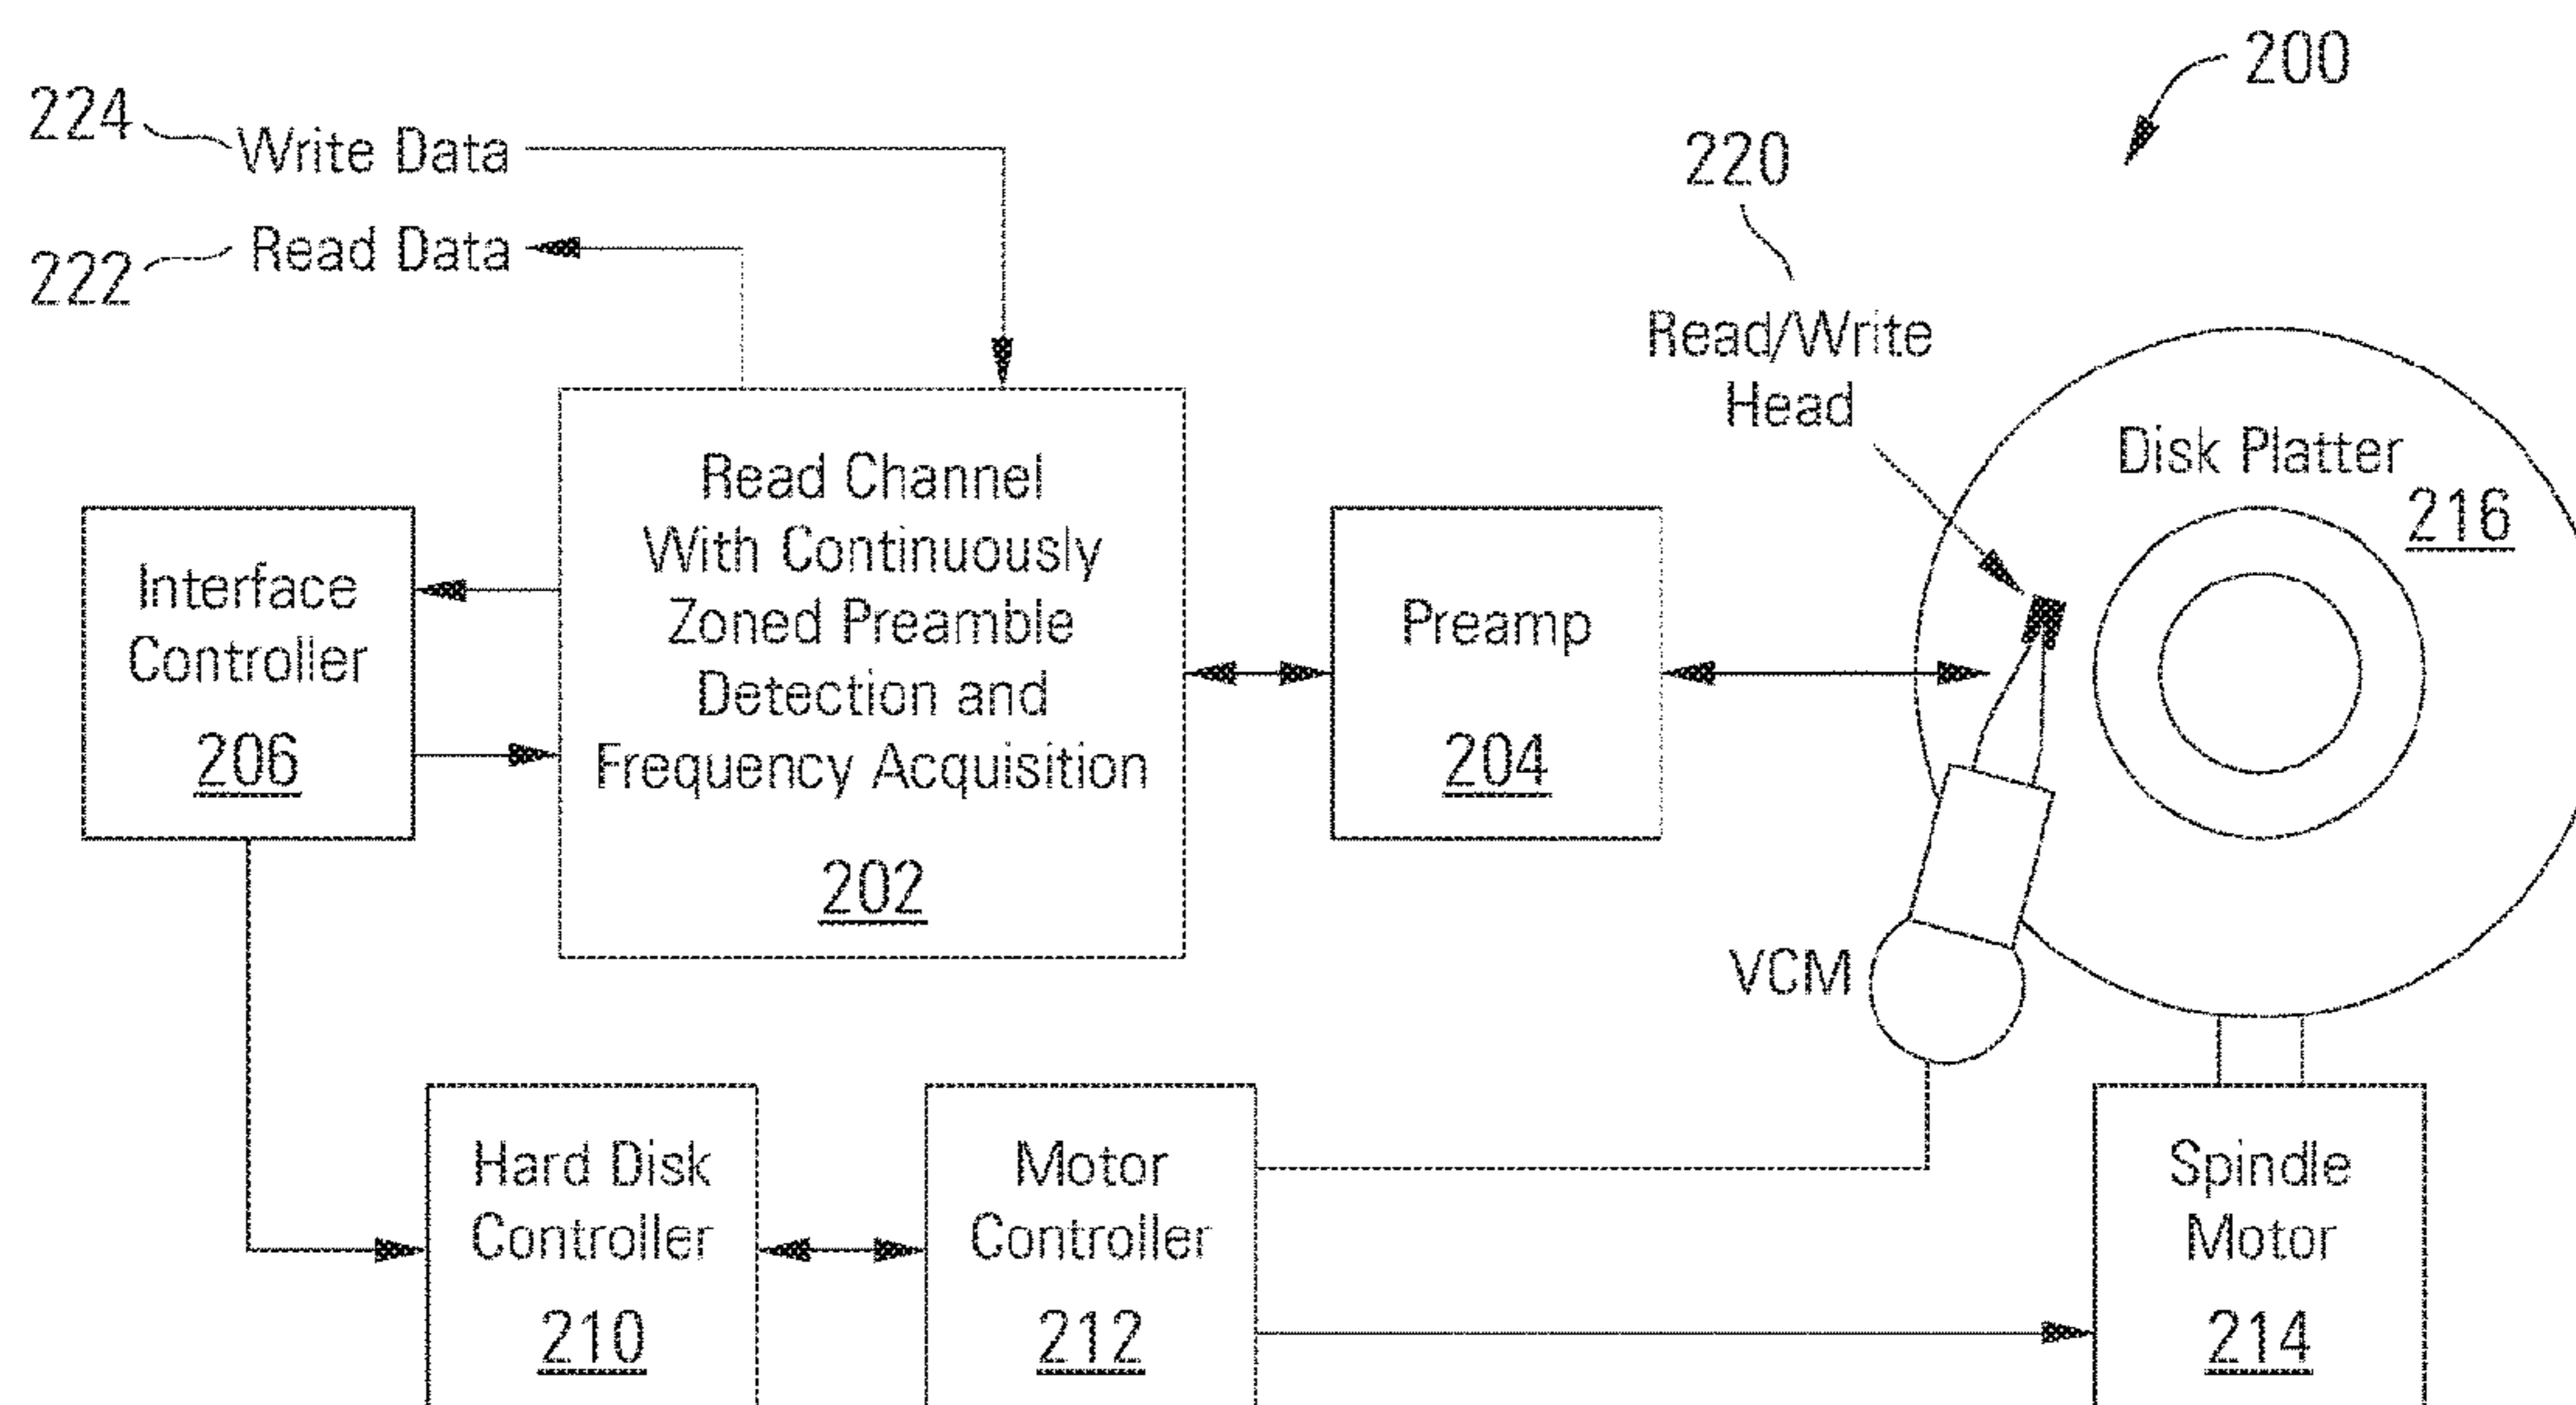 200
224
Write Data
220
222
Read Data
Read/Write
Head
Disk Platter
216
Read Channel
With Continuously
Zoned Preamble
Detection and
Frequency Acquisition
202
Interface
Controller
206
Preamp
204
VCM
Hard Disk
Controller
210
Motor
Controller
212
Spindle
Motor
214